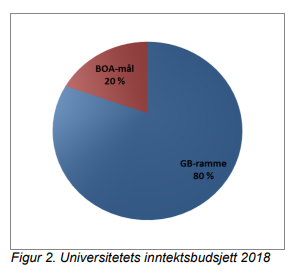 BOA-mål
20 %
GB-ramme
80 %
Figur 2. Universitetets inntektsbudsjett 2018